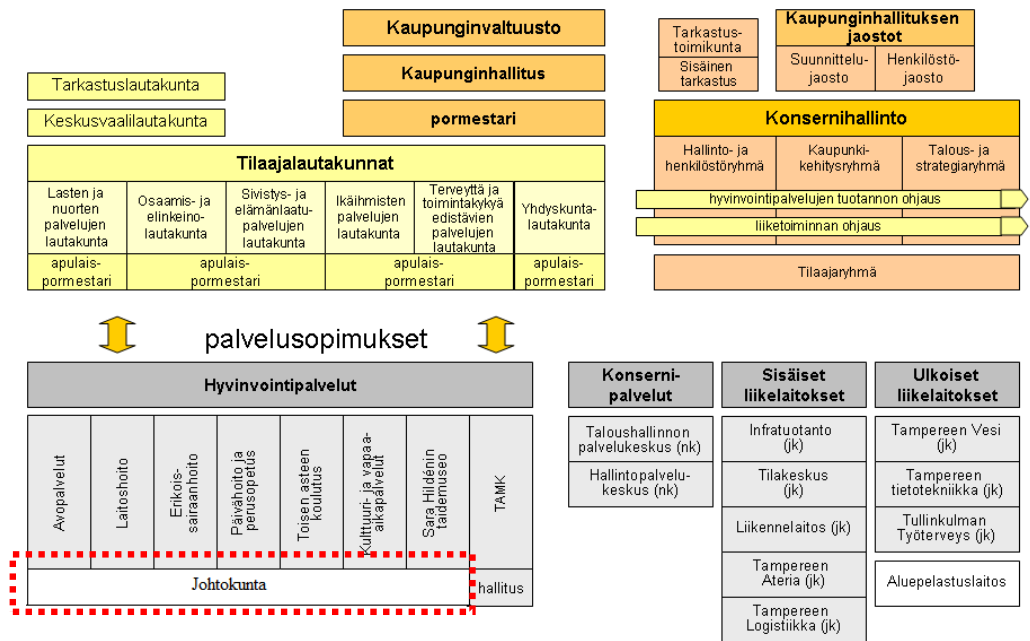 Kaupunginvaltuusto
Kaupunginhallitus
pormestari
Tarkastuslautakunta
Keskusvaalilautakunta
Tilaajalautakunnat
Lasten ja
nuorten
palvelujen
lautakunta
Osaamis- ja
elinkeino-
lautakunta
Sivistys- ja
elämänlaatu-
palvelujen
lautakunta
Ikäihmisten
palvelujen
lautakunta
Terveyttä ja
toimintakykyä
edistävien
palvelujen
lautakunta
Yhdyskunta-
lautakunta
apulais-
pormestari
apulais-
pormestari
apulais-
pormestari
apulais-
pormestari
Tarkastus-
toimikunta
Sisäinen
tarkastus
Kaupunginhallituksen
jaostot
Suunnittelu-
jaosto
Henkilöstö-
jaosto
Konsernihallinto
Hallinto- ja
henkilöstöryhmä
Kaupunki-
kehitysryhmä
Talous- ja
strategiaryhmä
hyvinvointipalvelujen tuotannon ohjaus
liiketoiminnan ohjaus
Tilaajaryhmä
palvelusopimukset
Hyvinvointipalvelut
Avopalvelut
Laitoshoito
Erikois-
sairaanhoito
Päivähoito ja
perusopetus
Toisen asteen
koulutus
Kulttuuri- ja vapaa-
aikapalvelut
Sara Hildénin
taidemuseo
TAMK
Johtokunta
hallitus
Konserni-
palvelut
Taloushallinnon
palvelukeskus (nk)
Hallintopalvelu-
keskus (nk)
Sisäiset
liikelaitokset
Infratuotanto
(jk)
Tilakeskus
(jk)
Liikennelaitos (jk)
Tampereen
Ateria (jk)
Tampereen
Logistiikka (jk)
Ulkoiset
liikelaitokset
Tampereen Vesi
(jk)
Tampereen
tietotekniikka (jk)
Tullinkulman
Työterveys (jk)
Aluepelastuslaitos